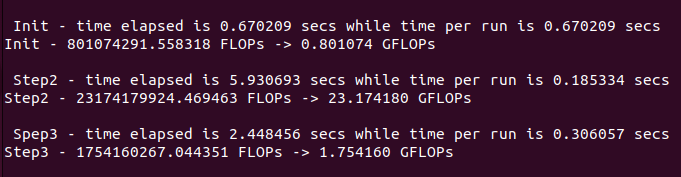 Init - time elapsed is 0.670209 secs while time per run is 0.670209 secs
Init - 801074291.558318 FLOPs -> 0.801074 GFLOPs
Step2 - time elapsed is 5.930693 secs while time per run is 0.185334 secs
Step2 - 23174179924.469463 FLOPs -> 23.174180 GFLOPs
Spep3 - time elapsed is 2.448456 secs while time per run is 0.306057 secs
Step3 - 1754160267.044351 FLOPs -> 1.754160 GFLOPs